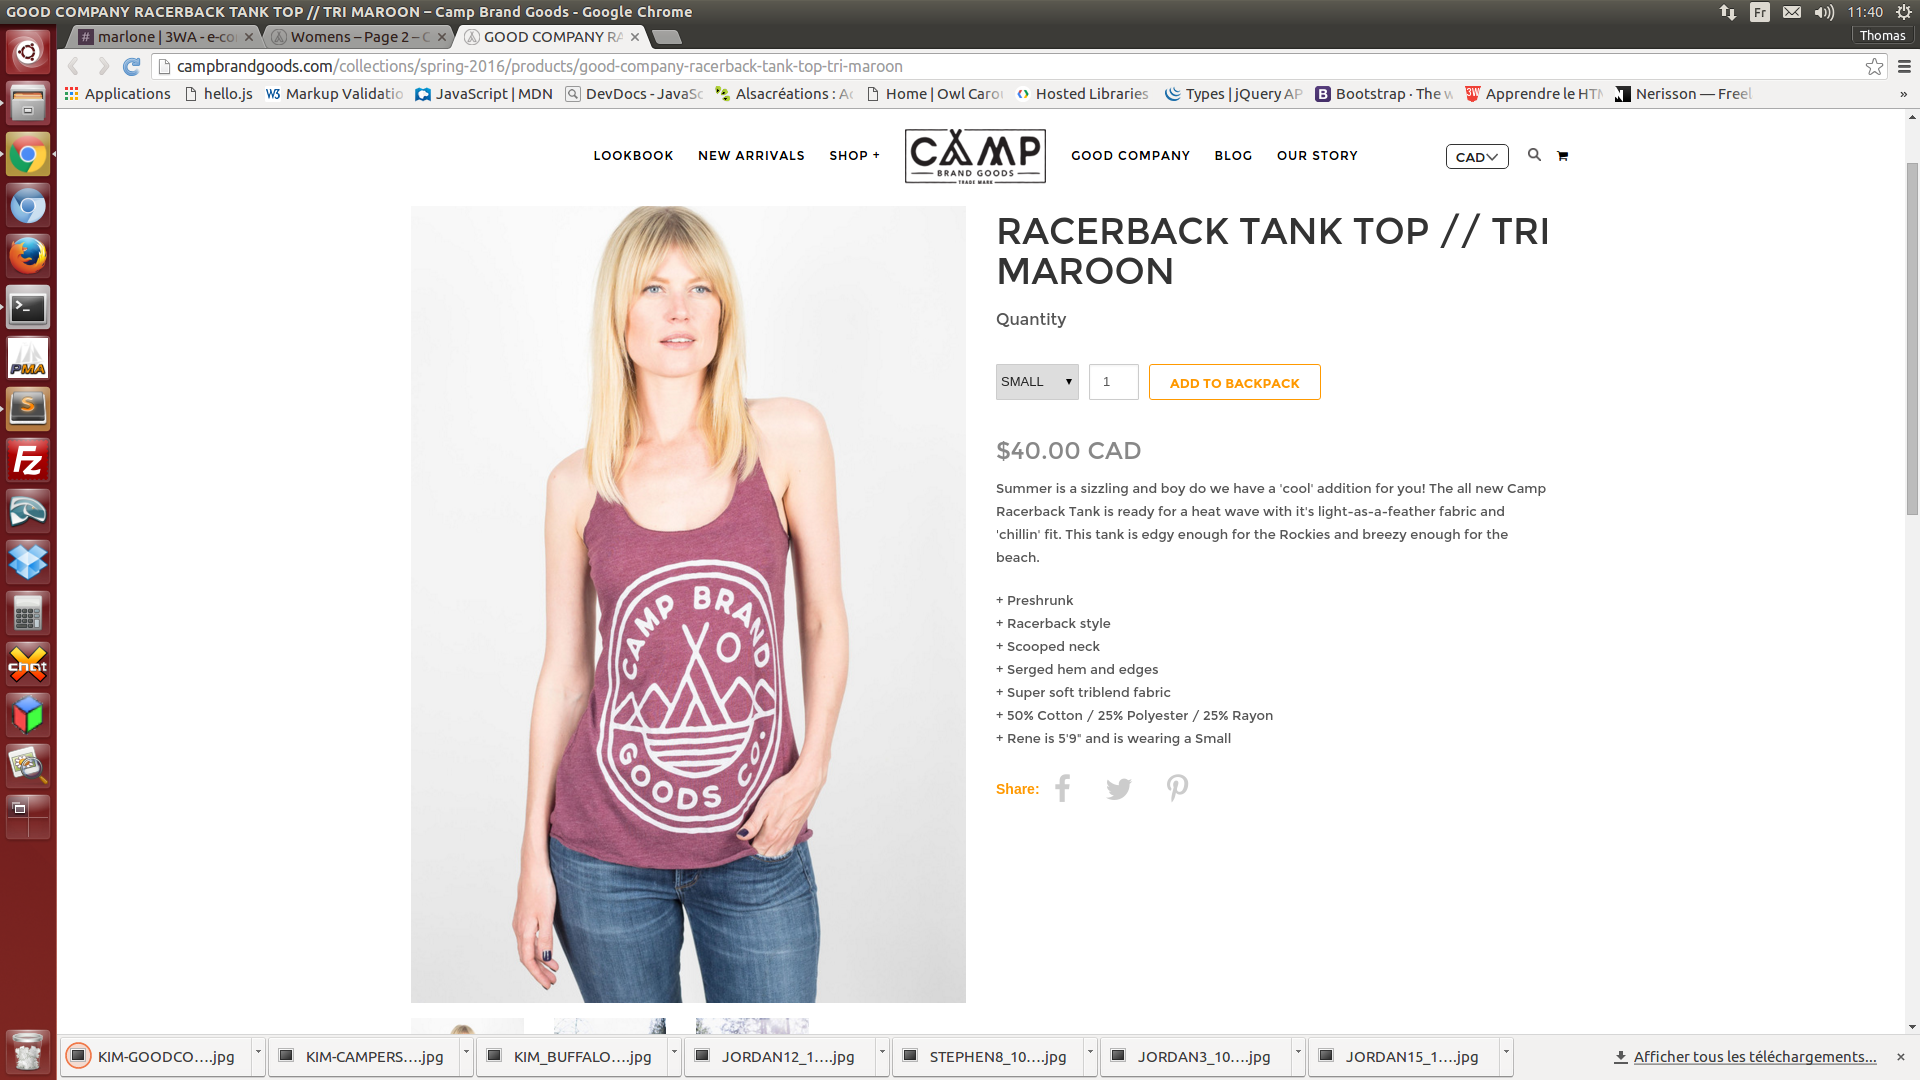 GOOD COMPANY RACERBACK TANK TOP // TRI MAROON – Camp Brand Goods - Google Chrome
Fr
11:40
marlone | 3WA - e-co
Womens – Page 2 – C
GOOD COMPANY RA
Thomas
campbrandgoods.com/collections/spring-2016/products/good-company-racerback-tank-top-tri-maroon
Applications
hello.js
Markup Validatio
JavaScript | MDN
DevDocs - JavaSc
Alsacréations : Ac
Home | Owl Carou
Hosted Libraries
Types | jQuery AP
Bootstrap · The w
Apprendre le HTM
Nerisson — Freel
»
LOOKBOOK
NEW ARRIVALS
SHOP +
CAMP
BRAND GOODS
TRADE MARK
GOOD COMPANY
BLOG
OUR STORY
CAD
RACERBACK TANK TOP // TRI
MAROON
Quantity
SMALL
1
ADD TO BACKPACK
$40.00 CAD
Summer is a sizzling and boy do we have a 'cool' addition for you! The all new Camp
Racerback Tank is ready for a heat wave with it's light-as-a-feather fabric and
'chillin' fit. This tank is edgy enough for the Rockies and breezy enough for the
beach.
+ Preshrunk
+ Racerback style
+ Scooped neck
+ Serged hem and edges
+ Super soft triblend fabric
+ 50% Cotton / 25% Polyester / 25% Rayon
+ Rene is 5'9" and is wearing a Small
Share:
CAMP BRAND
GOODS CO.
PMA
S
Fz
X
chat
KIM-GOODCO....jpg
KIM-CAMPERS....jpg
KIM_BUFFALO....jpg
JORDAN12_1....jpg
STEPHEN8_10....jpg
JORDAN3_10....jpg
JORDAN15_1....jpg
Afficher tous les téléchargements...